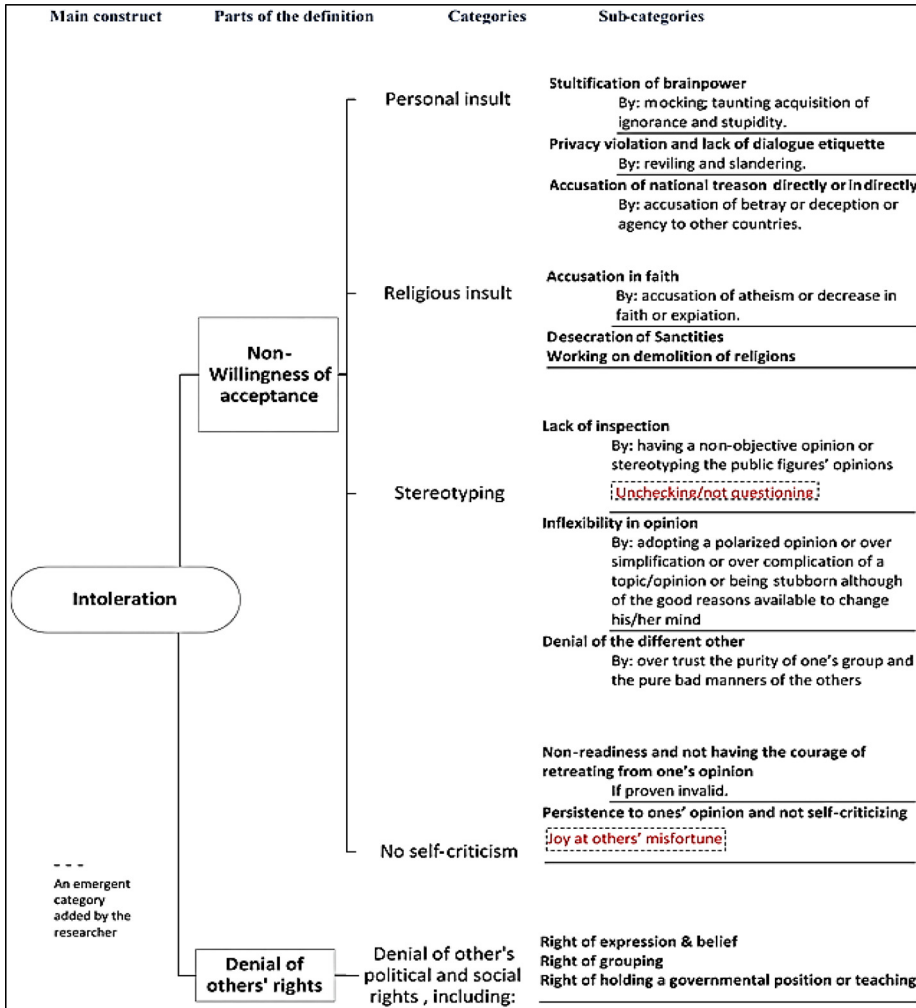 Main construct
Parts of the definition
Categories
Sub-categories
Intoleration
Non-
Willingness of
acceptance
Personal insult
Stultification of brainpower
By: mocking; taunting acquisition of
ignorance and stupidity.
Privacy violation and lack of dialogue etiquette
By: reviling and slandering.
Accusation of national treason directly or indirectly
By: accusation of betray or deception or
agency to other countries.
Religious insult
Accusation in faith
By: accusation of atheism or decrease in
faith or expiation.
Desecration of Sanctities
Working on demolition of religions
Stereotyping
Lack of inspection
By: having a non-objective opinion or
stereotyping the public figures' opinions
Unchecking/not questioning
Inflexibility in opinion
By: adopting a polarized opinion or over
simplification or over complication of a
topic/opinion or being stubborn although
of the good reasons available to change
his/her mind
Denial of the different other
By: over trust the purity of one's group and
the pure bad manners of the others
No self-criticism
Non-readiness and not having the courage of
retreating from one's opinion
If proven invalid.
Persistence to ones' opinion and not self-criticizing
Joy at others' misfortune
Denial of
others' rights
Denial of other's
political and social
rights , including:
Right of expression & belief
Right of grouping
Right of holding a governmental position or teaching
- - -
An emergent
category
added by the
researcher